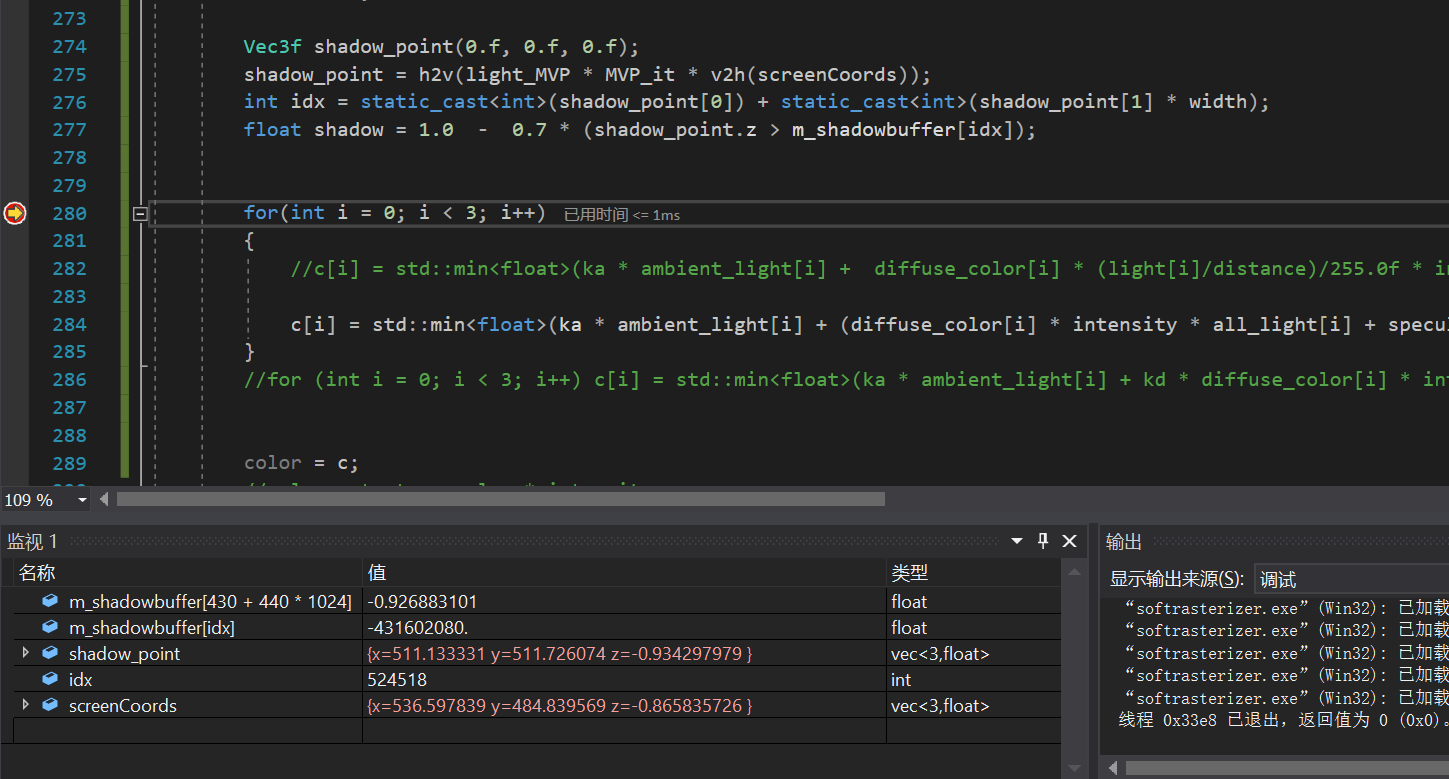 273
274 Vec3f shadow_point(0.f, 0.f, 0.f);
275 shadow_point = h2v(light_MVP * MVP_it * v2h(screenCoords));
276 int idx = static_cast<int>(shadow_point[0]) + static_cast<int>(shadow_point[1] * width);
277 float shadow = 1.0 - 0.7 * (shadow_point.z > m_shadowbuffer[idx]);
278
279
280 for(int i = 0; i < 3; i++) 已用时间 <= 1ms
281 {
282 //c[i] = std::min<float>(ka * ambient_light[i] + diffuse_color[i] * (light[i]/distance)/255.0f * in
283
284 c[i] = std::min<float>(ka * ambient_light[i] + (diffuse_color[i] * intensity * all_light[i] + specu
285 }
286 //for (int i = 0; i < 3; i++) c[i] = std::min<float>(ka * ambient_light[i] + kd * diffuse_color[i] * in
287
288
289 color = c;
109 %
监视 1
名称 值 类型
m_shadowbuffer[430 + 440 * 1024] -0.926883101 float
m_shadowbuffer[idx] -431602080. float
shadow_point {x=511.133331 y=511.726074 z=-0.934297979 } vec<3,float>
idx 524518 int
screenCoords {x=536.597839 y=484.839569 z=-0.865835726 } vec<3,float>
输出
显示输出来源(S): 调试
“softrasterizer.exe” (Win32): 已加载
“softrasterizer.exe” (Win32): 已加载
“softrasterizer.exe” (Win32): 已加载
“softrasterizer.exe” (Win32): 已加载
“softrasterizer.exe” (Win32): 已加载
线程 0x33e8 已退出，返回值为 0 (0x0)。